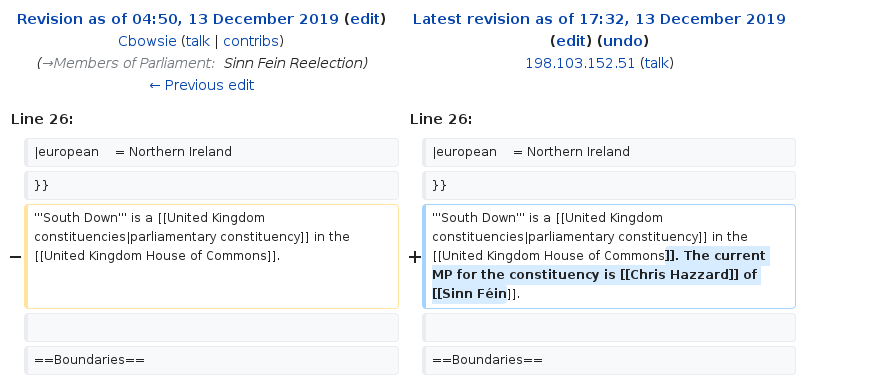 Revision as of 04:50, 13 December 2019 (edit)
Cbowsie (talk | contribs)
(→Members of Parliament: Sinn Fein Reelection)
← Previous edit
Latest revision as of 17:32, 13 December 2019
(edit) (undo)
198.103.152.51 (talk)
Line 26:
Line 26:
|european = Northern Ireland
|european = Northern Ireland
}}
}}
−
'''South Down''' is a [[United Kingdom
constituencies|parliamentary constituency]] in the
[[United Kingdom House of Commons]].
+
'''South Down''' is a [[United Kingdom
constituencies|parliamentary constituency]] in the
[[United Kingdom House of Commons]]. The current
MP for the constituency is [[Chris Hazzard]] of
[[Sinn Féin]].
==Boundaries==
==Boundaries==